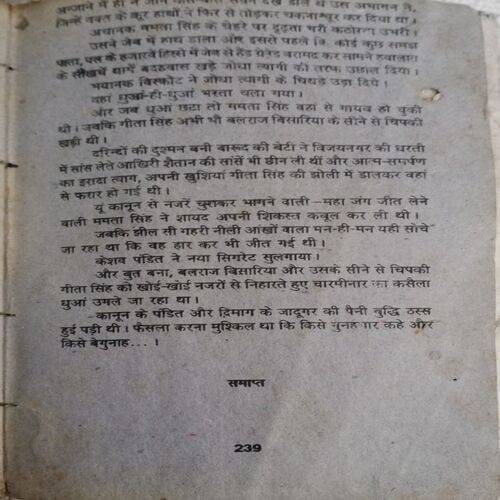 अन्जाने में ही न जाने
जिन्हें वक्त के क्रूर हाथों ने फिर से तोड़कर चकनाचूर कर दिया था।
अचानक ममता सिंह के चेहरे पर दृढ़ता भरी कठोरता उभरी।
उसने जेब में हाथ डाला और इससे पहले कि कोई कुछ समझ
पाता, पल के हजारवें हिस्से में जेब से हैंड ग्रेनेड बरामद कर सामने हवालात
के सींखचे थामे बदहवास खड़े जोधा त्यागी की तरफ उछाल दिया।
भयानक विस्फोट ने जोधा त्यागी के चिथड़े उड़ा दिये।
वहां धुआं-ही-धुआं भरता चला गया।
और जब धुआं छंटा तो ममता सिंह वहां से गायब हो चुकी
थी। जबकि गीता सिंह अभी भी बलराज बिसारिया के सीने से चिपकी
खड़ी थी।
दरिन्दों की दुश्मन बनी बारूद की बेटी ने विजयनगर की धरती
में सांस लेते आखिरी शैतान की सांसें भी छीन ली थीं और आत्म-समर्पण
का इरादा त्याग, अपनी खुशियां गीता सिंह की झोली में डालकर वहां
से फरार हो गई थी।
यूं कानून से नजरें चुराकर भागने वाली—महा जंग जीत लेने
वाली ममता सिंह ने शायद अपनी शिकस्त कबूल कर ली थी।
जबकि झील सी गहरी नीली आंखों वाला मन-ही-मन यही सोचे
जा रहा था कि वह हार कर भी जीत गई थी।
केशव पंडित ने नया सिगरेट सुलगाया।
और बुत बना, बलराज बिसारिया और उसके सीने से चिपकी
गीता सिंह को खोई-खोई नजरों से निहारते हुए चारमीनार का कसैला
धुआं उगले जा रहा था।
कानून के पंडित और दिमाग के जादूगर की पैनी बुद्धि ठस्स
हुई पड़ी थी। फैसला करना मुश्किल था कि किसे गुनहगार कहे और
किसे बेगुनाह...।
समाप्त
239